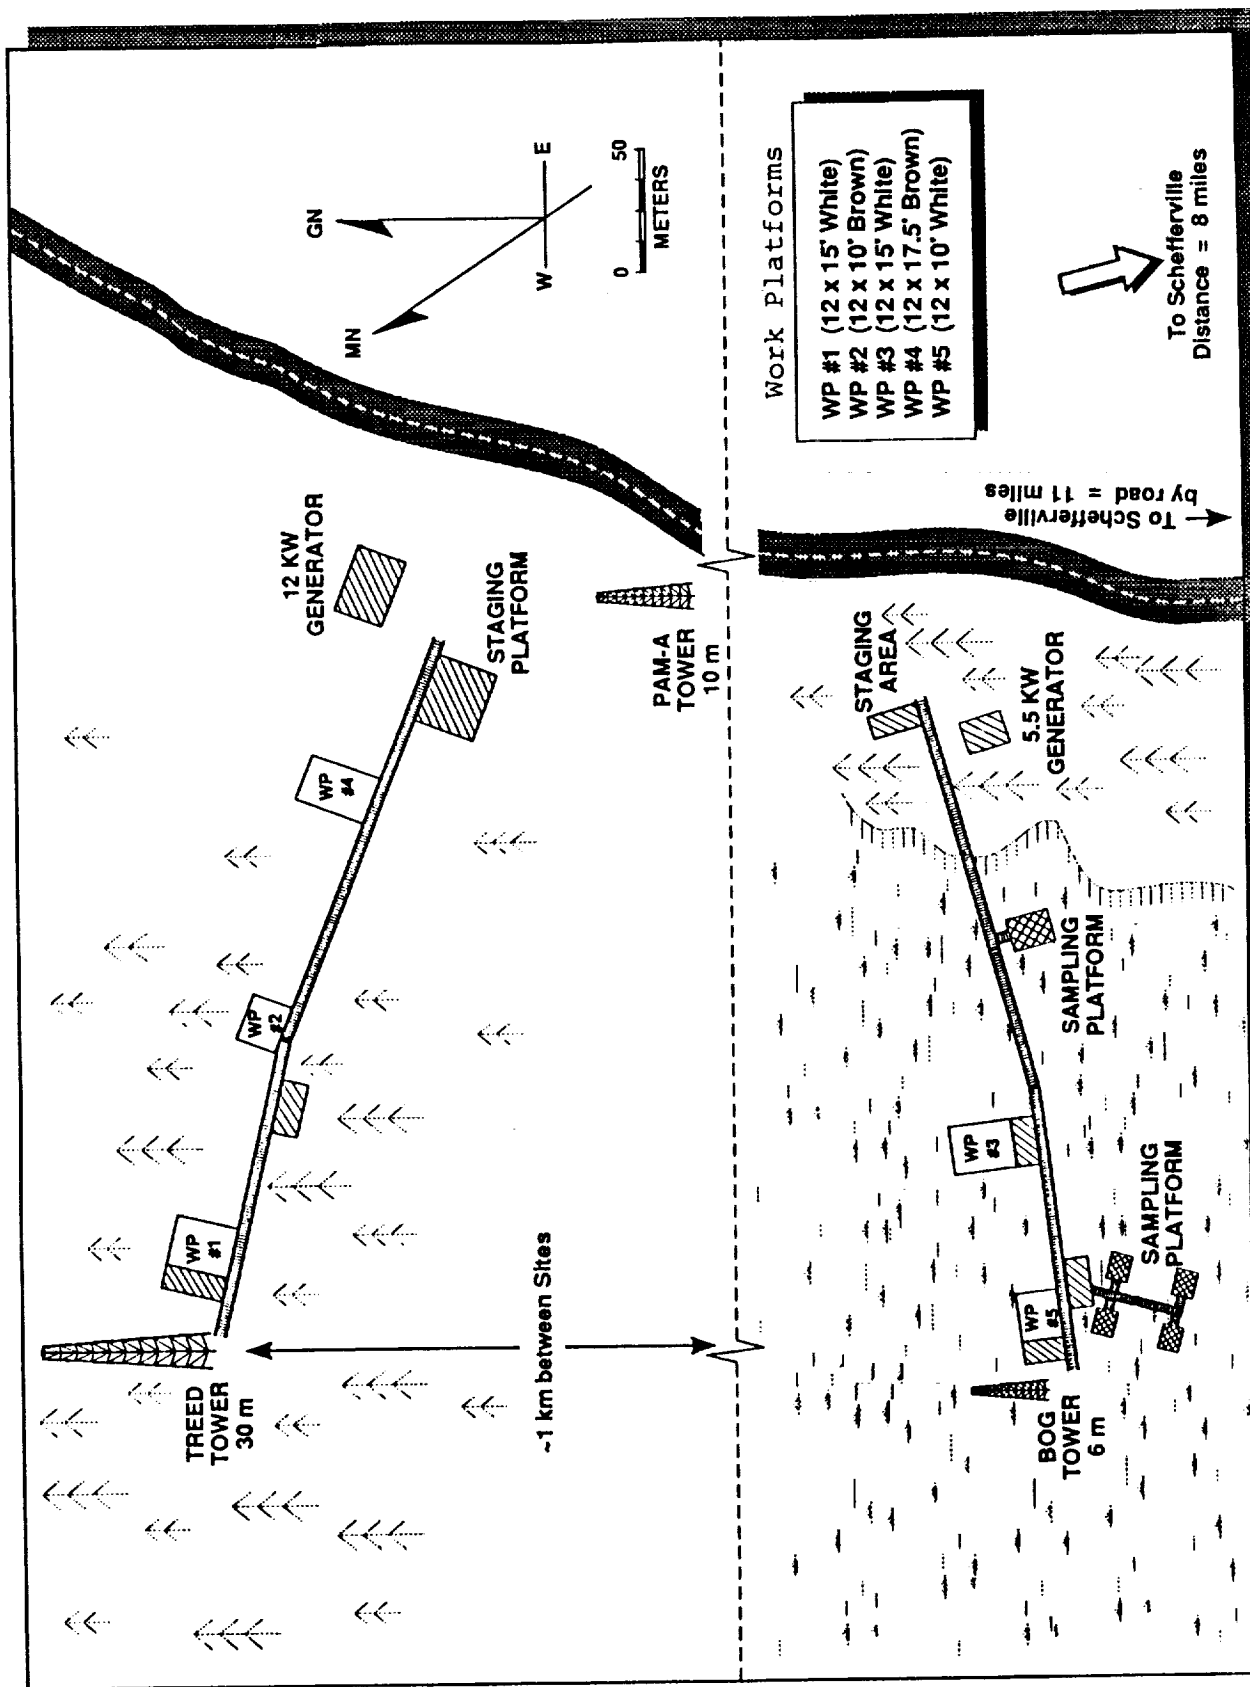 TREED
TOWER
30 m
WP
#1
WP
#2
WP
#4
12 KW
GENERATOR
STAGING
PLATFORM
PAM-A
TOWER
10 m
MN
GN
W
E
0
50
METERS
~1 km between Sites
Work Platforms
WP #1 (12 x 15' White)
WP #2 (12 x 10' Brown)
WP #3 (12 x 15' White)
WP #4 (12 x 17.5' Brown)
WP #5 (12 x 10' White)
To Schefferville
Distance = 8 miles
To Schefferville
by road = 11 miles
STAGING
AREA
5.5 KW
GENERATOR
SAMPLING
PLATFORM
WP
#3
WP
#5
SAMPLING
PLATFORM
BOG
TOWER
6 m